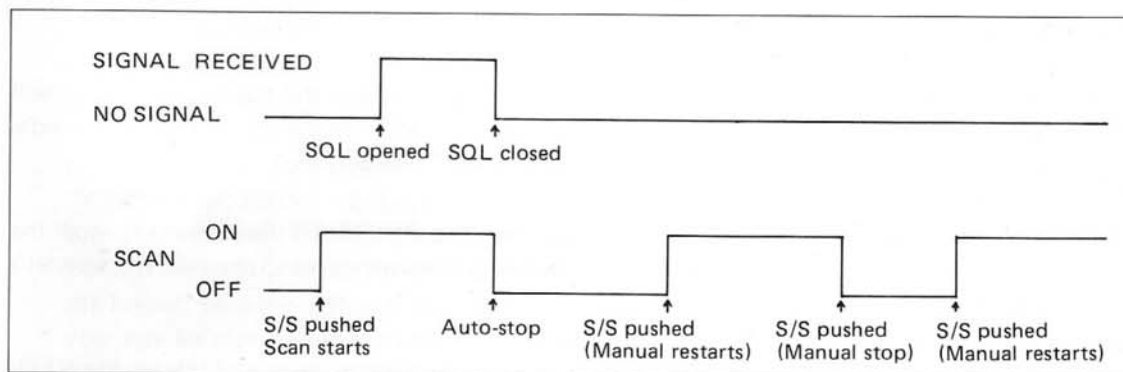 SIGNAL RECEIVED
NO SIGNAL
SQL opened
SQL closed
ON
SCAN
OFF
S/S pushed
Scan starts
Auto-stop
S/S pushed
(Manual restarts)
S/S pushed
(Manual stop)
S/S pushed
(Manual restarts)